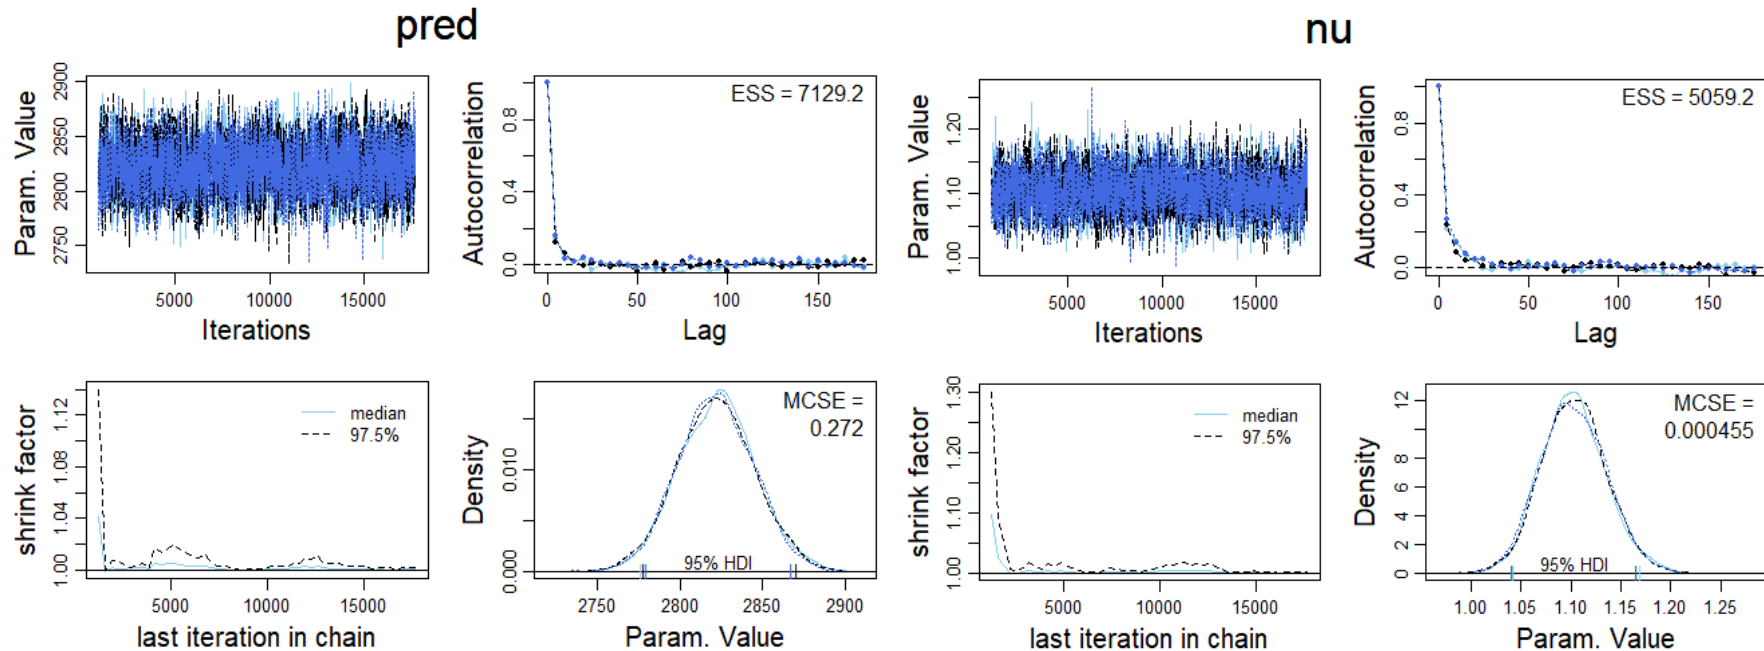 pred
nu
Param. Value
2750 2800 2850 2900
5000 10000 15000
Iterations
Autocorrelation
0.0 0.4 0.8
ESS = 7129.2
0 50 100 150
Lag
Param. Value
1.00 1.10 1.20
5000 10000 15000
Iterations
Autocorrelation
0.0 0.4 0.8
ESS = 5059.2
0 50 100 150
Lag
shrink factor
1.00 1.04 1.08 1.12
median
97.5%
5000 10000 15000
last iteration in chain
Density
0.000 0.010
MCSE =
0.272
95% HDI
2750 2800 2850 2900
Param. Value
shrink factor
1.00 1.10 1.20 1.30
median
97.5%
5000 10000 15000
last iteration in chain
Density
0 2 4 6 8 12
MCSE =
0.000455
95% HDI
1.00 1.05 1.10 1.15 1.20 1.25
Param. Value